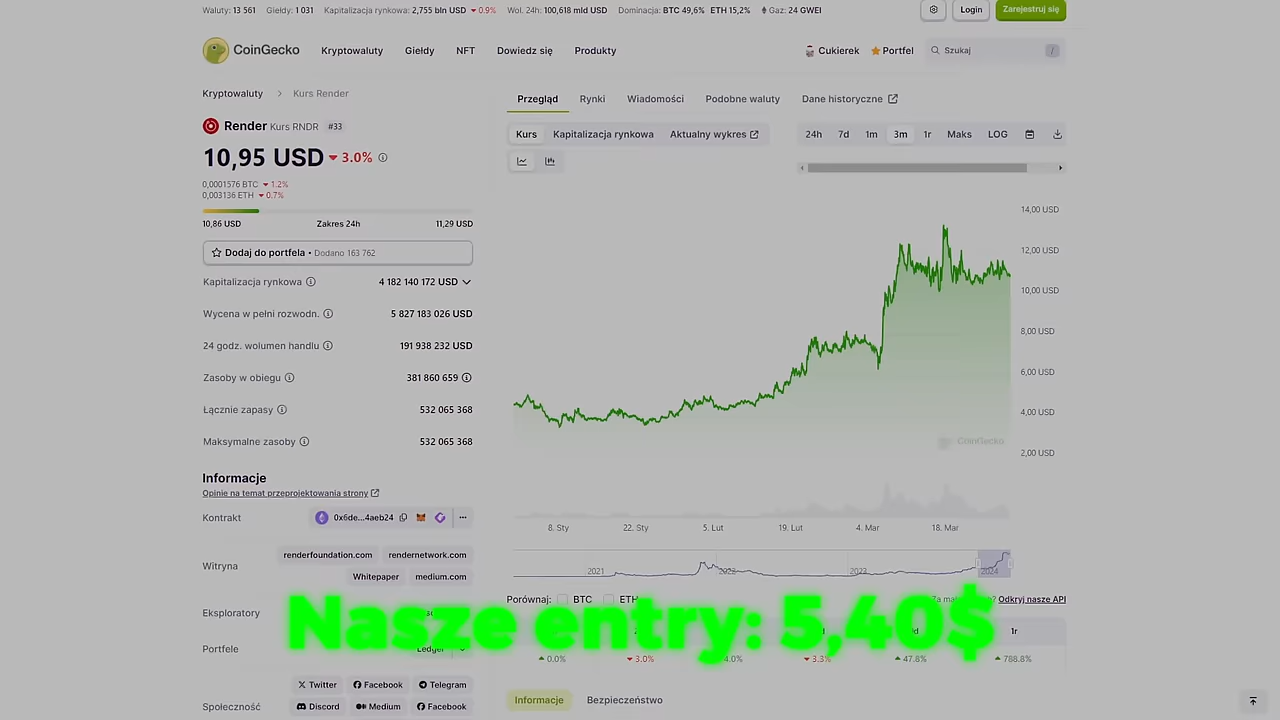 Waluty: 13 561 Giełdy: 1 031 Kapitalizacja rynkowa: 2,755 bln USD 0.9% Wol. 24h: 100,618 mld USD Dominacja: BTC 49,6% ETH 15,2% Gaz: 24 GWEI Login Zarejestruj się
CoinGecko Kryptowaluty Giełdy NFT Dowiedz się Produkty Cukierek Portfel Szukaj /
Kryptowaluty > Kurs Render
Przegląd Rynki Wiadomości Podobne waluty Dane historyczne
Render Kurs RNDR #33
Kurs Kapitalizacja rynkowa Aktualny wykres 24h 7d 1m 3m 1r Maks LOG
10,95 USD 3.0%
0,0001576 BTC 1.2%
0,003136 ETH 0.7%
10,86 USD Zakres 24h 11,29 USD
Dodaj do portfela • Dodano 163 762
Kapitalizacja rynkowa 4 182 140 172 USD
Wycena w pełni rozwodn. 5 827 183 026 USD
24 godz. wolumen handlu 191 938 232 USD
Zasoby w obiegu 381 860 659
Łącznie zapasy 532 065 368
Maksymalne zasoby 532 065 368
14,00 USD
12,00 USD
10,00 USD
8,00 USD
6,00 USD
4,00 USD
2,00 USD
CoinGecko
8. Sty 22. Sty 5. Lut 19. Lut 4. Mar 18. Mar
2021 2022 2023 2024
Informacje
Opinie na temat przeprojektowania strony
Kontrakt 0x6de...4aeb24
Witryna renderfoundation.com rendernetwork.com
Whitepaper medium.com
Porównaj: BTC ETH Odkryj nasze API
Nasze entry: 5,40$
Eksploratory
1r
Portfele Ledger
0.0% 3.0% 3.3% 47.8% 788.8%
Twitter Facebook Telegram
Społeczność Discord Medium Facebook
Informacje Bezpieczeństwo